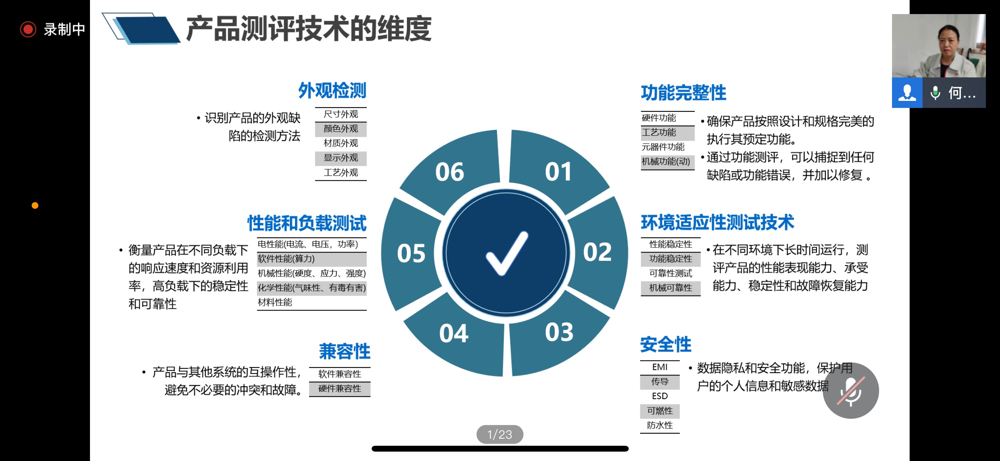 录制中
产品测评技术的维度
何...
外观检测
• 识别产品的外观缺
陷的检测方法
尺寸外观
颜色外观
材质外观
显示外观
工艺外观
性能和负载测试
• 衡量产品在不同负载下
的响应速度和资源利用
率，高负载下的稳定性
和可靠性
电性能(电流、电压，功率)
软件性能(算力)
机械性能(硬度、应力、强度)
化学性能(气味性、有毒有害)
材料性能
兼容性
• 产品与其他系统的互操作性，
避免不必要的冲突和故障。
软件兼容性
硬件兼容性
06
01
05
02
04
03
功能完整性
硬件功能
工艺功能
元器件功能
机械功能(动)
•确保产品按照设计和规格完美的
执行其预定功能。
•通过功能测评，可以捕捉到任何
缺陷或功能错误，并加以修复 。
环境适应性测试技术
性能稳定性
功能稳定性
可靠性测试
机械可靠性
•在不同环境下长时间运行，测
评产品的性能表现能力、承受
能力、稳定性和故障恢复能力
安全性
EMI
传导
ESD
可燃性
防水性
• 数据隐私和安全功能，保护用
户的个人信息和敏感数据
1/23